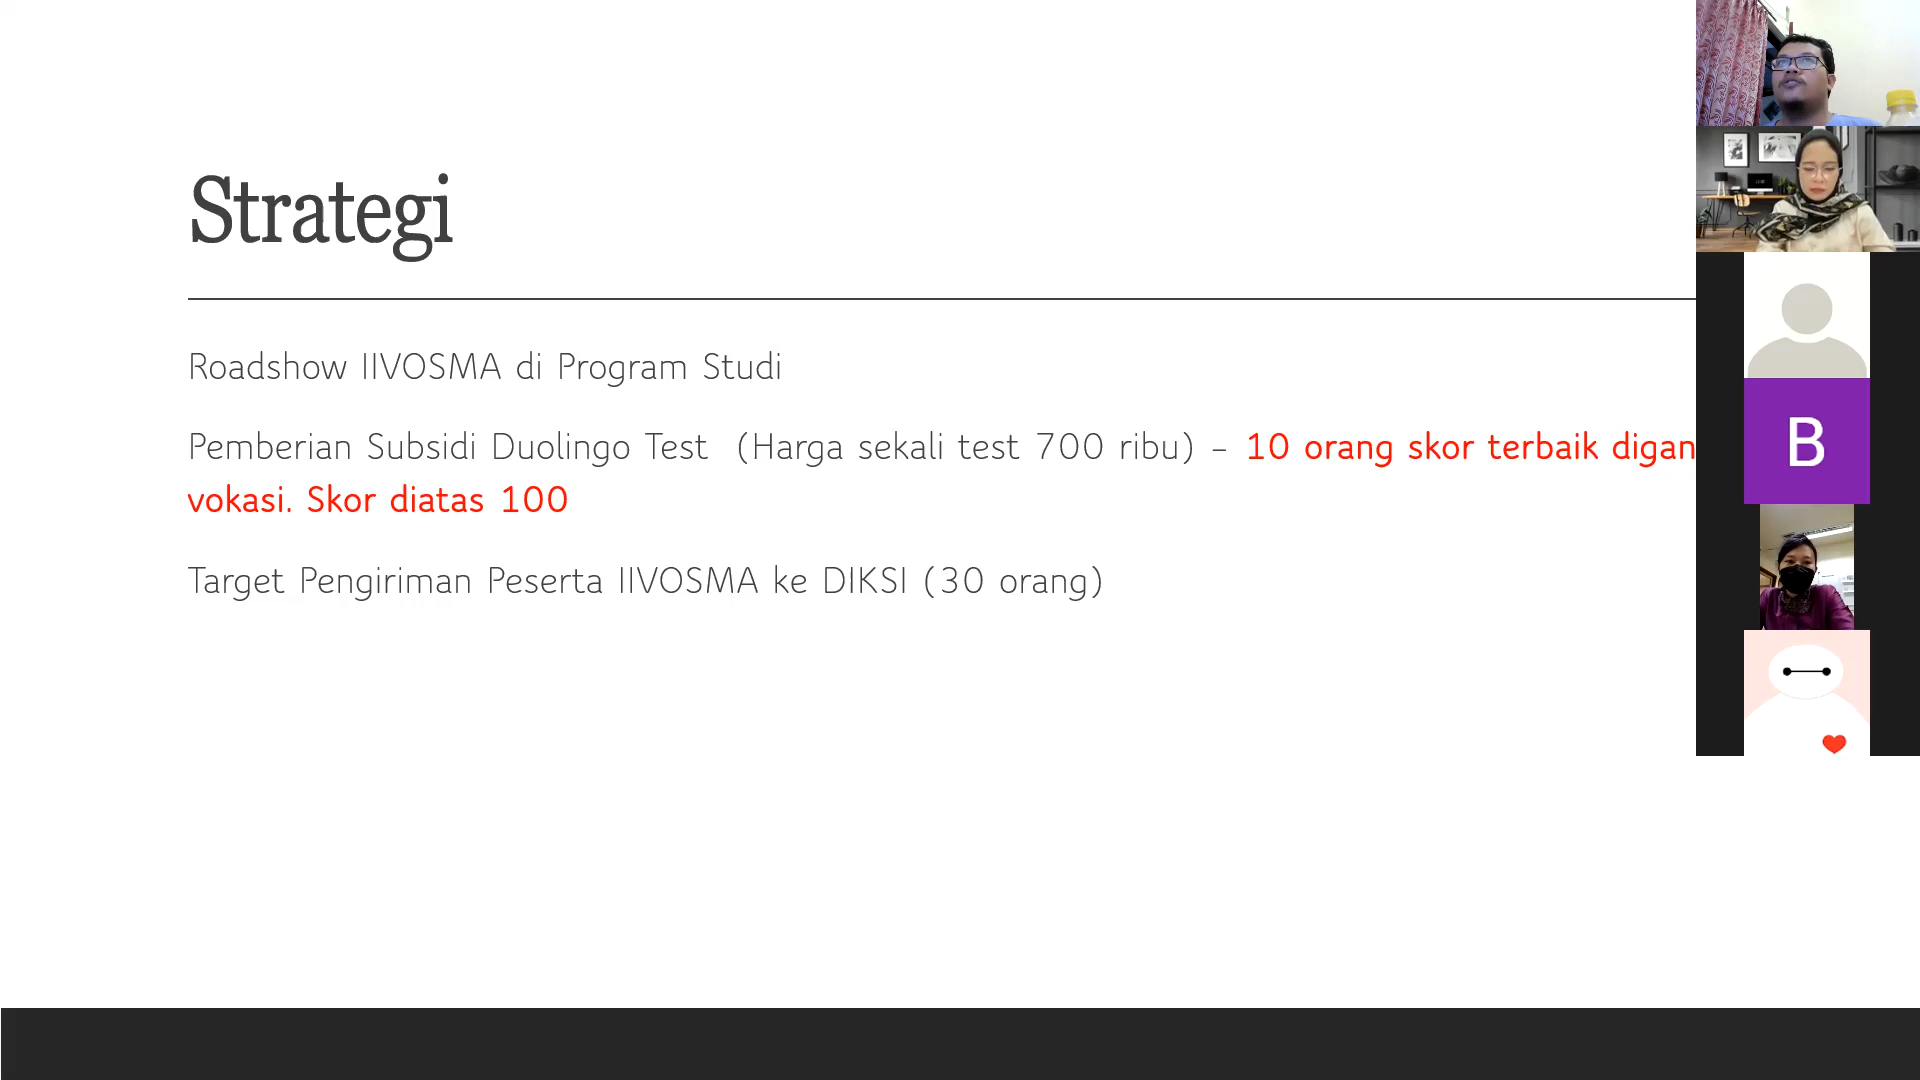 Strategi
Roadshow IIVOSMA di Program Studi
Pemberian Subsidi Duolingo Test (Harga sekali test 700 ribu) – 10 orang skor terbaik digan
vokasi. Skor diatas 100
Target Pengiriman Peserta IIVOSMA ke DIKSI (30 orang)
B